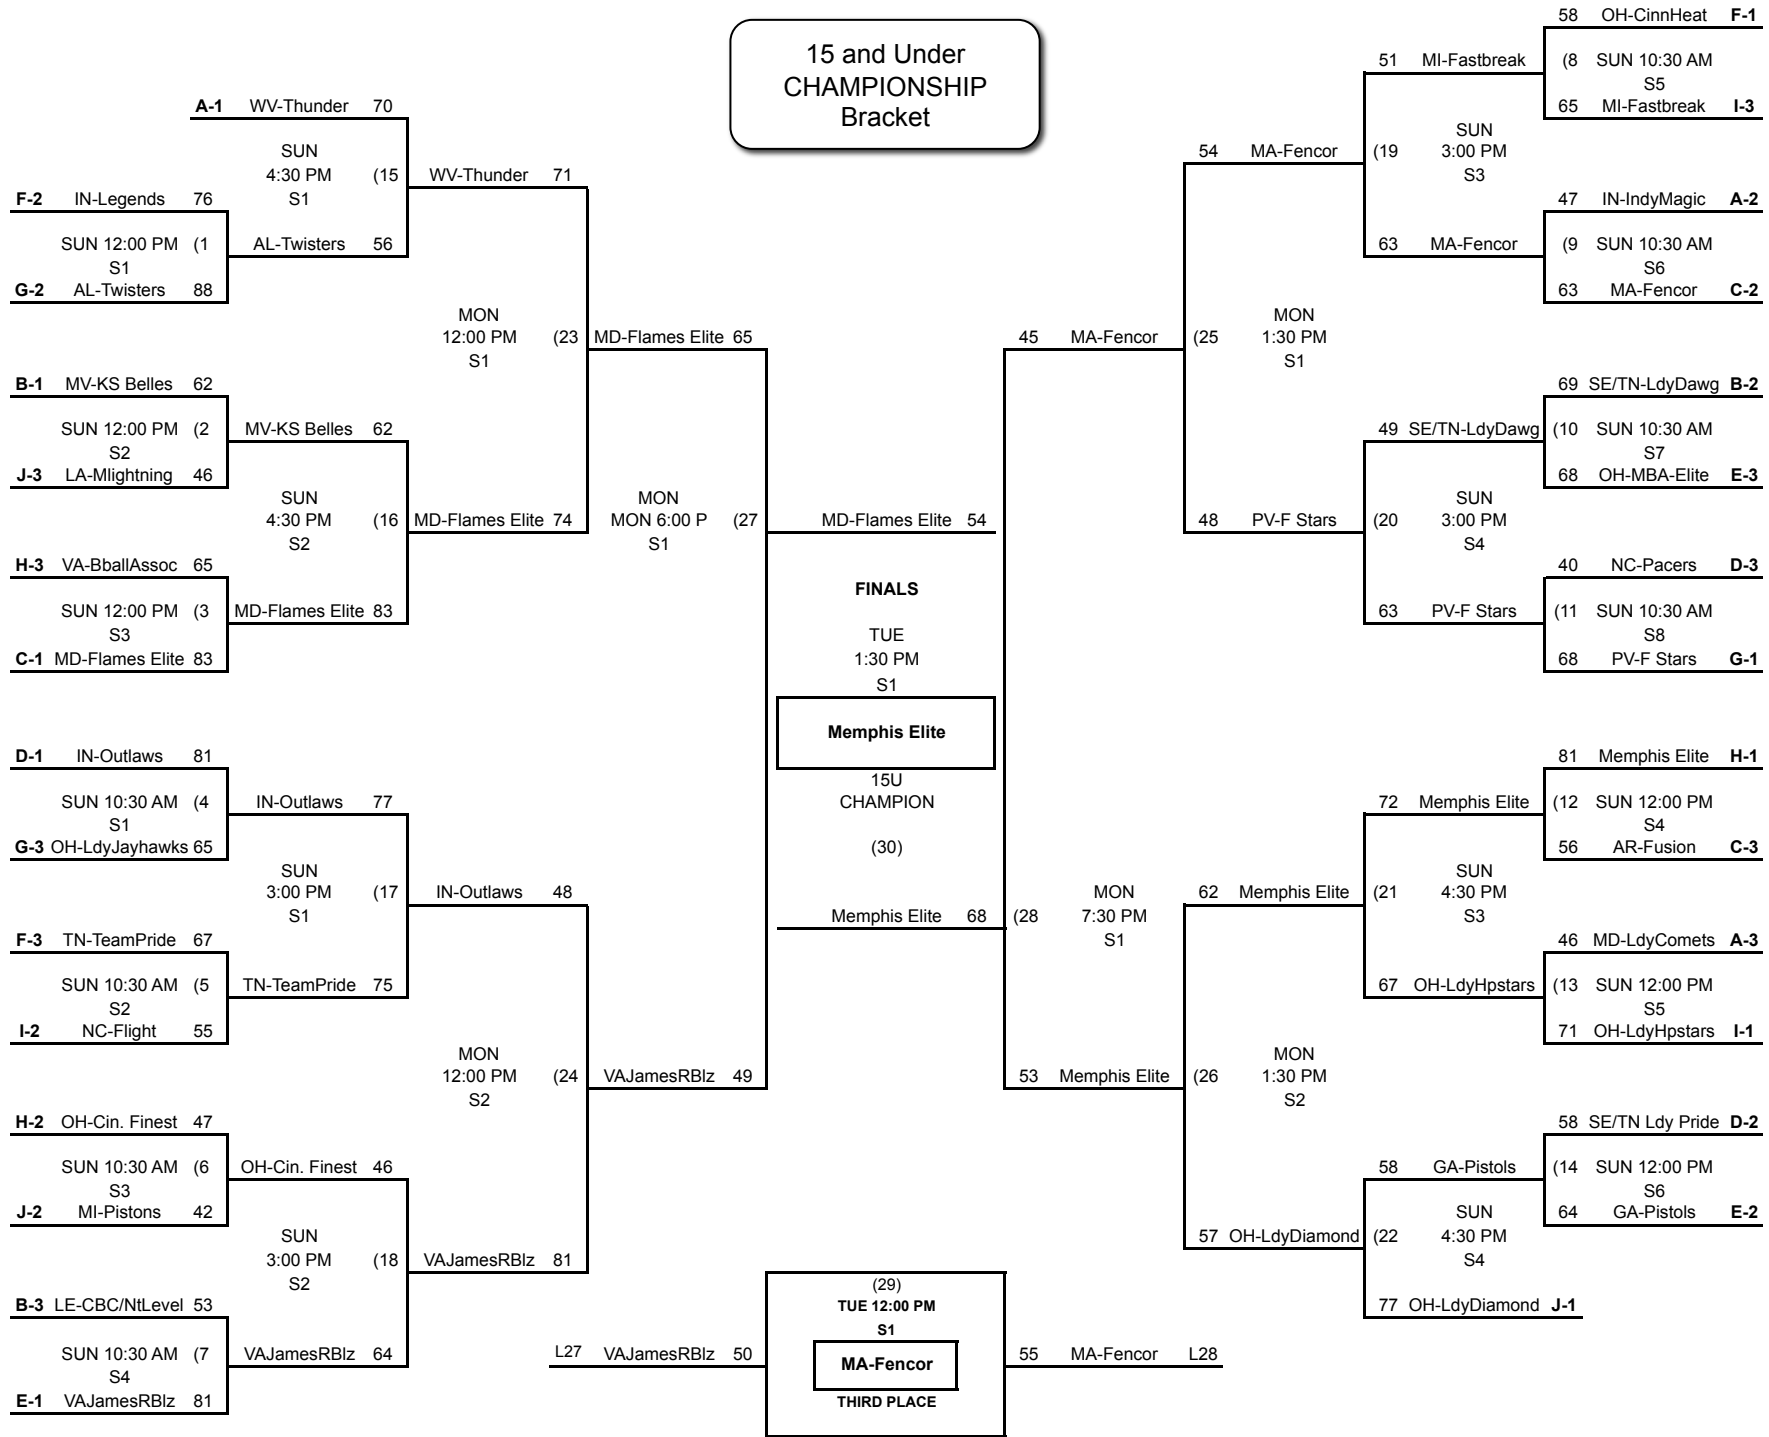 15 and Under
CHAMPIONSHIP
Bracket
A-1 WV-Thunder 70
SUN
4:30 PM (15
S1
F-2 IN-Legends 76
SUN 12:00 PM (1
S1
G-2 AL-Twisters 88
AL-Twisters 56
WV-Thunder 71
MON
12:00 PM (23
S1
B-1 MV-KS Belles 62
SUN 12:00 PM (2
S2
J-3 LA-Mlightning 46
MV-KS Belles 62
SUN
4:30 PM (16
S2
H-3 VA-BballAssoc 65
SUN 12:00 PM (3
S3
C-1 MD-Flames Elite 83
MD-Flames Elite 83
MD-Flames Elite 74
MD-Flames Elite 65
MON
MON 6:00 P (27
S1
D-1 IN-Outlaws 81
SUN 10:30 AM (4
S1
G-3 OH-LdyJayhawks 65
IN-Outlaws 77
SUN
3:00 PM (17
S1
F-3 TN-TeamPride 67
SUN 10:30 AM (5
S2
I-2 NC-Flight 55
TN-TeamPride 75
IN-Outlaws 48
MON
12:00 PM (24
S2
H-2 OH-Cin. Finest 47
SUN 10:30 AM (6
S3
J-2 MI-Pistons 42
OH-Cin. Finest 46
SUN
3:00 PM (18
S2
B-3 LE-CBC/NtLevel 53
SUN 10:30 AM (7
S4
E-1 VAJamesRBlz 81
VAJamesRBlz 64
VAJamesRBlz 81
VAJamesRBlz 49
MD-Flames Elite 54
FINALS
TUE
1:30 PM
S1
Memphis Elite
15U
CHAMPION
(30)
Memphis Elite 68
(29)
TUE 12:00 PM
S1
L27 VAJamesRBlz 50
MA-Fencor
55 MA-Fencor L28
THIRD PLACE
58 OH-CinnHeat F-1
(8 SUN 10:30 AM
S5
65 MI-Fastbreak I-3
51 MI-Fastbreak
SUN
(19 3:00 PM
S3
47 IN-IndyMagic A-2
(9 SUN 10:30 AM
S6
63 MA-Fencor C-2
63 MA-Fencor
54 MA-Fencor
MON
(25 1:30 PM
S1
45 MA-Fencor
69 SE/TN-LdyDawg B-2
(10 SUN 10:30 AM
S7
68 OH-MBA-Elite E-3
49 SE/TN-LdyDawg
SUN
(20 3:00 PM
S4
40 NC-Pacers D-3
(11 SUN 10:30 AM
S8
68 PV-F Stars G-1
63 PV-F Stars
48 PV-F Stars
MON
(28 7:30 PM
S1
81 Memphis Elite H-1
(12 SUN 12:00 PM
S4
56 AR-Fusion C-3
72 Memphis Elite
SUN
(21 4:30 PM
S3
46 MD-LdyComets A-3
(13 SUN 12:00 PM
S5
71 OH-LdyHpstars I-1
67 OH-LdyHpstars
62 Memphis Elite
MON
(26 1:30 PM
S2
53 Memphis Elite
58 SE/TN Ldy Pride D-2
(14 SUN 12:00 PM
S6
64 GA-Pistols E-2
58 GA-Pistols
SUN
(22 4:30 PM
S4
57 OH-LdyDiamond
77 OH-LdyDiamond J-1